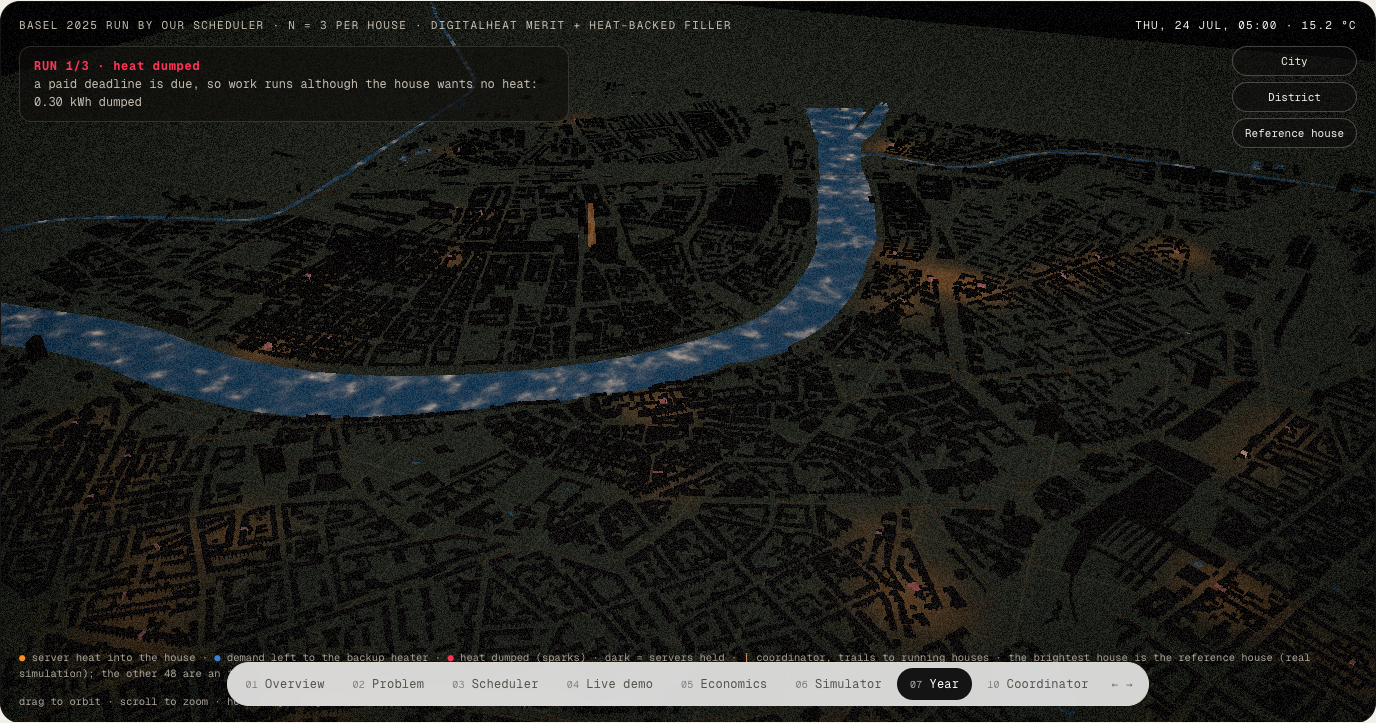 BASEL 2025 RUN BY OUR SCHEDULER · N = 3 PER HOUSE · DIGITALHEAT MERIT + HEAT-BACKED FILLER
THU, 24 JUL, 05:00 · 15.2 °C
RUN 1/3 · heat dumped
a paid deadline is due, so work runs although the house wants no heat:
0.30 kWh dumped
City
District
Reference house
● server heat into the house · ● demand left to the backup heater · ● heat dumped (sparks) · dark = servers held · | coordinator, trails to running houses · the brightest house is the reference house (real
simulation); the other 48 are an
drag to orbit · scroll to zoom ·
01 Overview 02 Problem 03 Scheduler 04 Live demo 05 Economics 06 Simulator 07 Year 10 Coordinator ← →